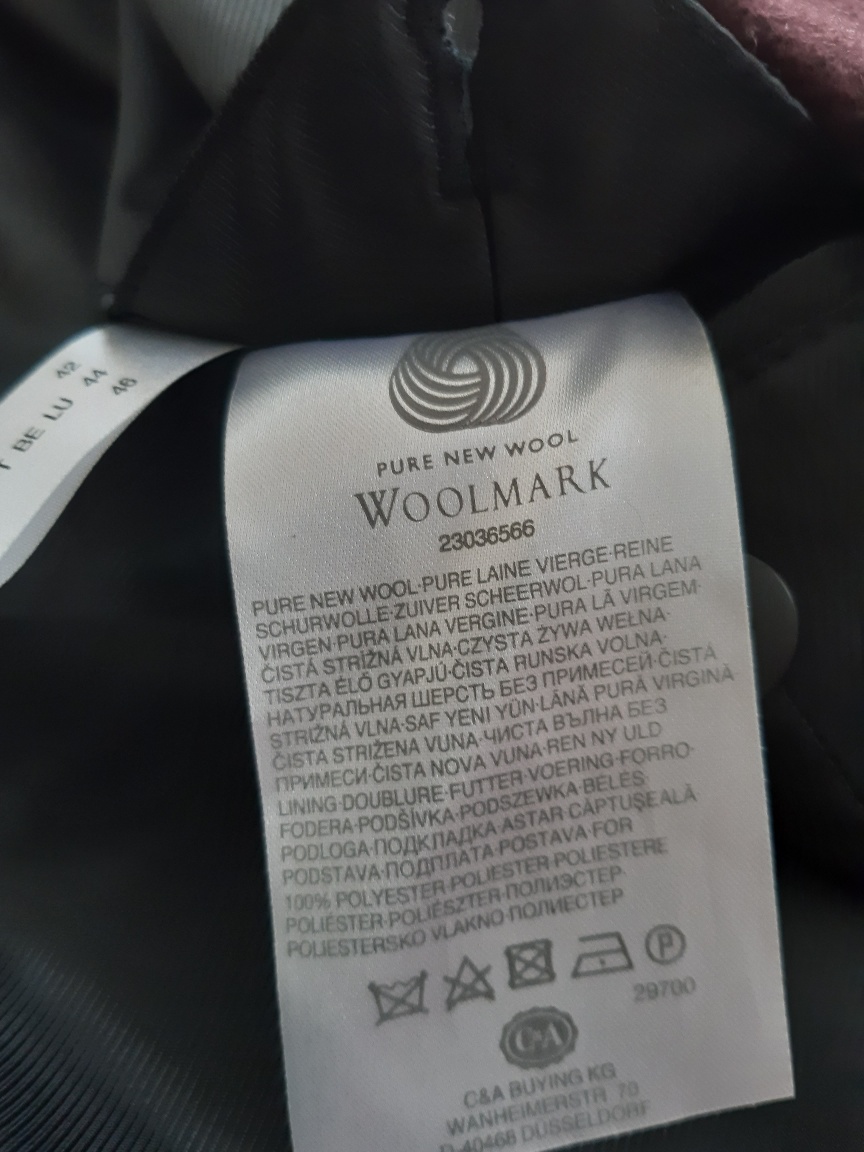 42
BE LU 44
46
PURE NEW WOOL
WOOLMARK
23036566
PURE NEW WOOL·PURE LAINE VIERGE·REINE
SCHURWOLLE·ZUIVER SCHEERWOL·PURA LANA
VIRGEN·PURA LANA VERGINE·PURA LÃ VIRGEM·
ČISTÁ STŘIŽNÁ VLNA·CZYSTA ŻYWA WEŁNA·
TISZTA ÉLŐ GYAPJÚ·ČISTA RUNSKA VOLNA·
НАТУРАЛЬНАЯ ШЕРСТЬ БЕЗ ПРИМЕСЕЙ·ČISTÁ
STRIŽNÁ VLNA·SAF YENİ YÜN·LÂNĂ PURĂ VIRGINĂ
ČISTA STRIŽENA VUNA·ЧИСТА ВЪЛНА БЕЗ
ПРИМЕСИ·ČISTA NOVA VUNA·REN NY ULD
LINING·DOUBLURE·FUTTER·VOERING·FORRO·
FODERA·PODŠÍVKA·PODSZEWKA·BÉLÉS·
PODLOGA·ПОДКЛАДКА·ASTAR·CĂPTUŞEALĂ
PODSTAVA·ПОДПЛАТА·POSTAVA·FOR
100% POLYESTER·POLIESTER·POLIESTERE
POLIÉSTER·POLIÉSZTER·ПОЛИЭСТЕР·
POLIESTERSKO VLAKNO·ПОЛИЕСТЕР
P
29700
C&A
C&A BUYING KG
WANHEIMERSTR 70
D-40468 DÜSSELDORF